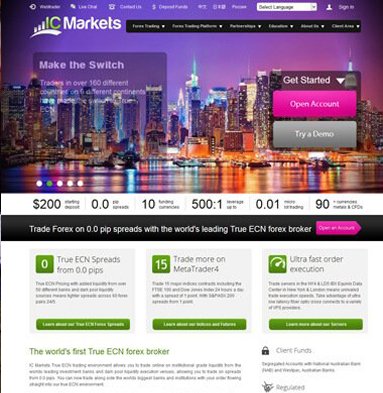 Webtrader Live Chat Contact Us Deposit Funds 中文 Русский Select Language Sign in
IC Markets
Forex Trading Forex Trading Platform Partnerships Education About Us Client Area
Make the Switch
Traders in over 360 different
countries on 6 different continents
have made the switch to true
Get Started
Open Account
Try a Demo
$200 starting deposit 0.0 pip spreads 10 funding currencies 500:1 leverage up to 0.01 micro lot trading 90 + currencies metals & CFDs
Trade Forex on 0.0 pip spreads with the world's leading True ECN forex broker Open an Account
0 True ECN Spreads
from 0.0 pips
True ECN Pricing with added liquidity from over
50 different banks and dark pool liquidity
sources means tighter spreads across 60 forex
pairs 24/5
Learn about our True ECN Forex Spreads
15 Trade more on
MetaTrader4
Trade 15 major indices contracts including the
FTSE 100 and Dow Jones Index 24 hours a day
with a spread of 1 point. With S&P/ASX 200
spreads from 1 point.
Learn about our Indices and Futures
Ultra fast order
execution
Trade servers in the NY4 & LD5 IBX Equinix Data
Center in New York & London means unrivaled
trade execution speeds. Take advantage of ultra
low latency fiber optic cross connects to a variety
of VPS providers.
Learn more about our Servers
The world's first True ECN forex broker
IC Markets True ECN trading environment allows you to trade online on institutional grade liquidity from the
worlds leading investment banks and dark pool liquidity execution venues, allowing you to trade on spreads
from 0.0 pips. You can now trade along side the worlds biggest banks and institutions with your order flowing
straight into our true ECN environment.
Client Funds
Segregated Accounts with National Australian Bank
(NAB) and Westpac, Australian Banks.
Regulated